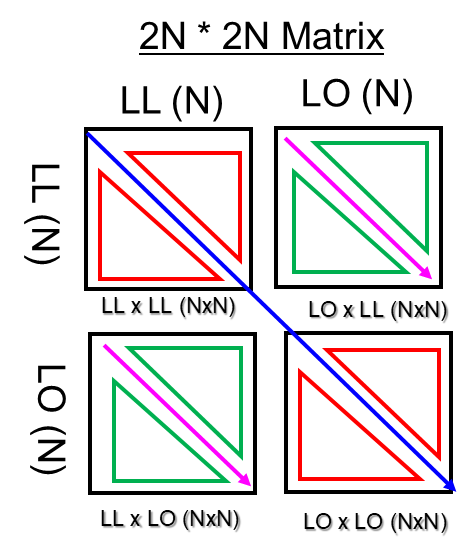 2N * 2N Matrix
LL (N)
LO (N)
LL (N)
LL x LL (NxN)
LO x LL (NxN)
LO (N)
LL x LO (NxN)
LO x LO (NxN)